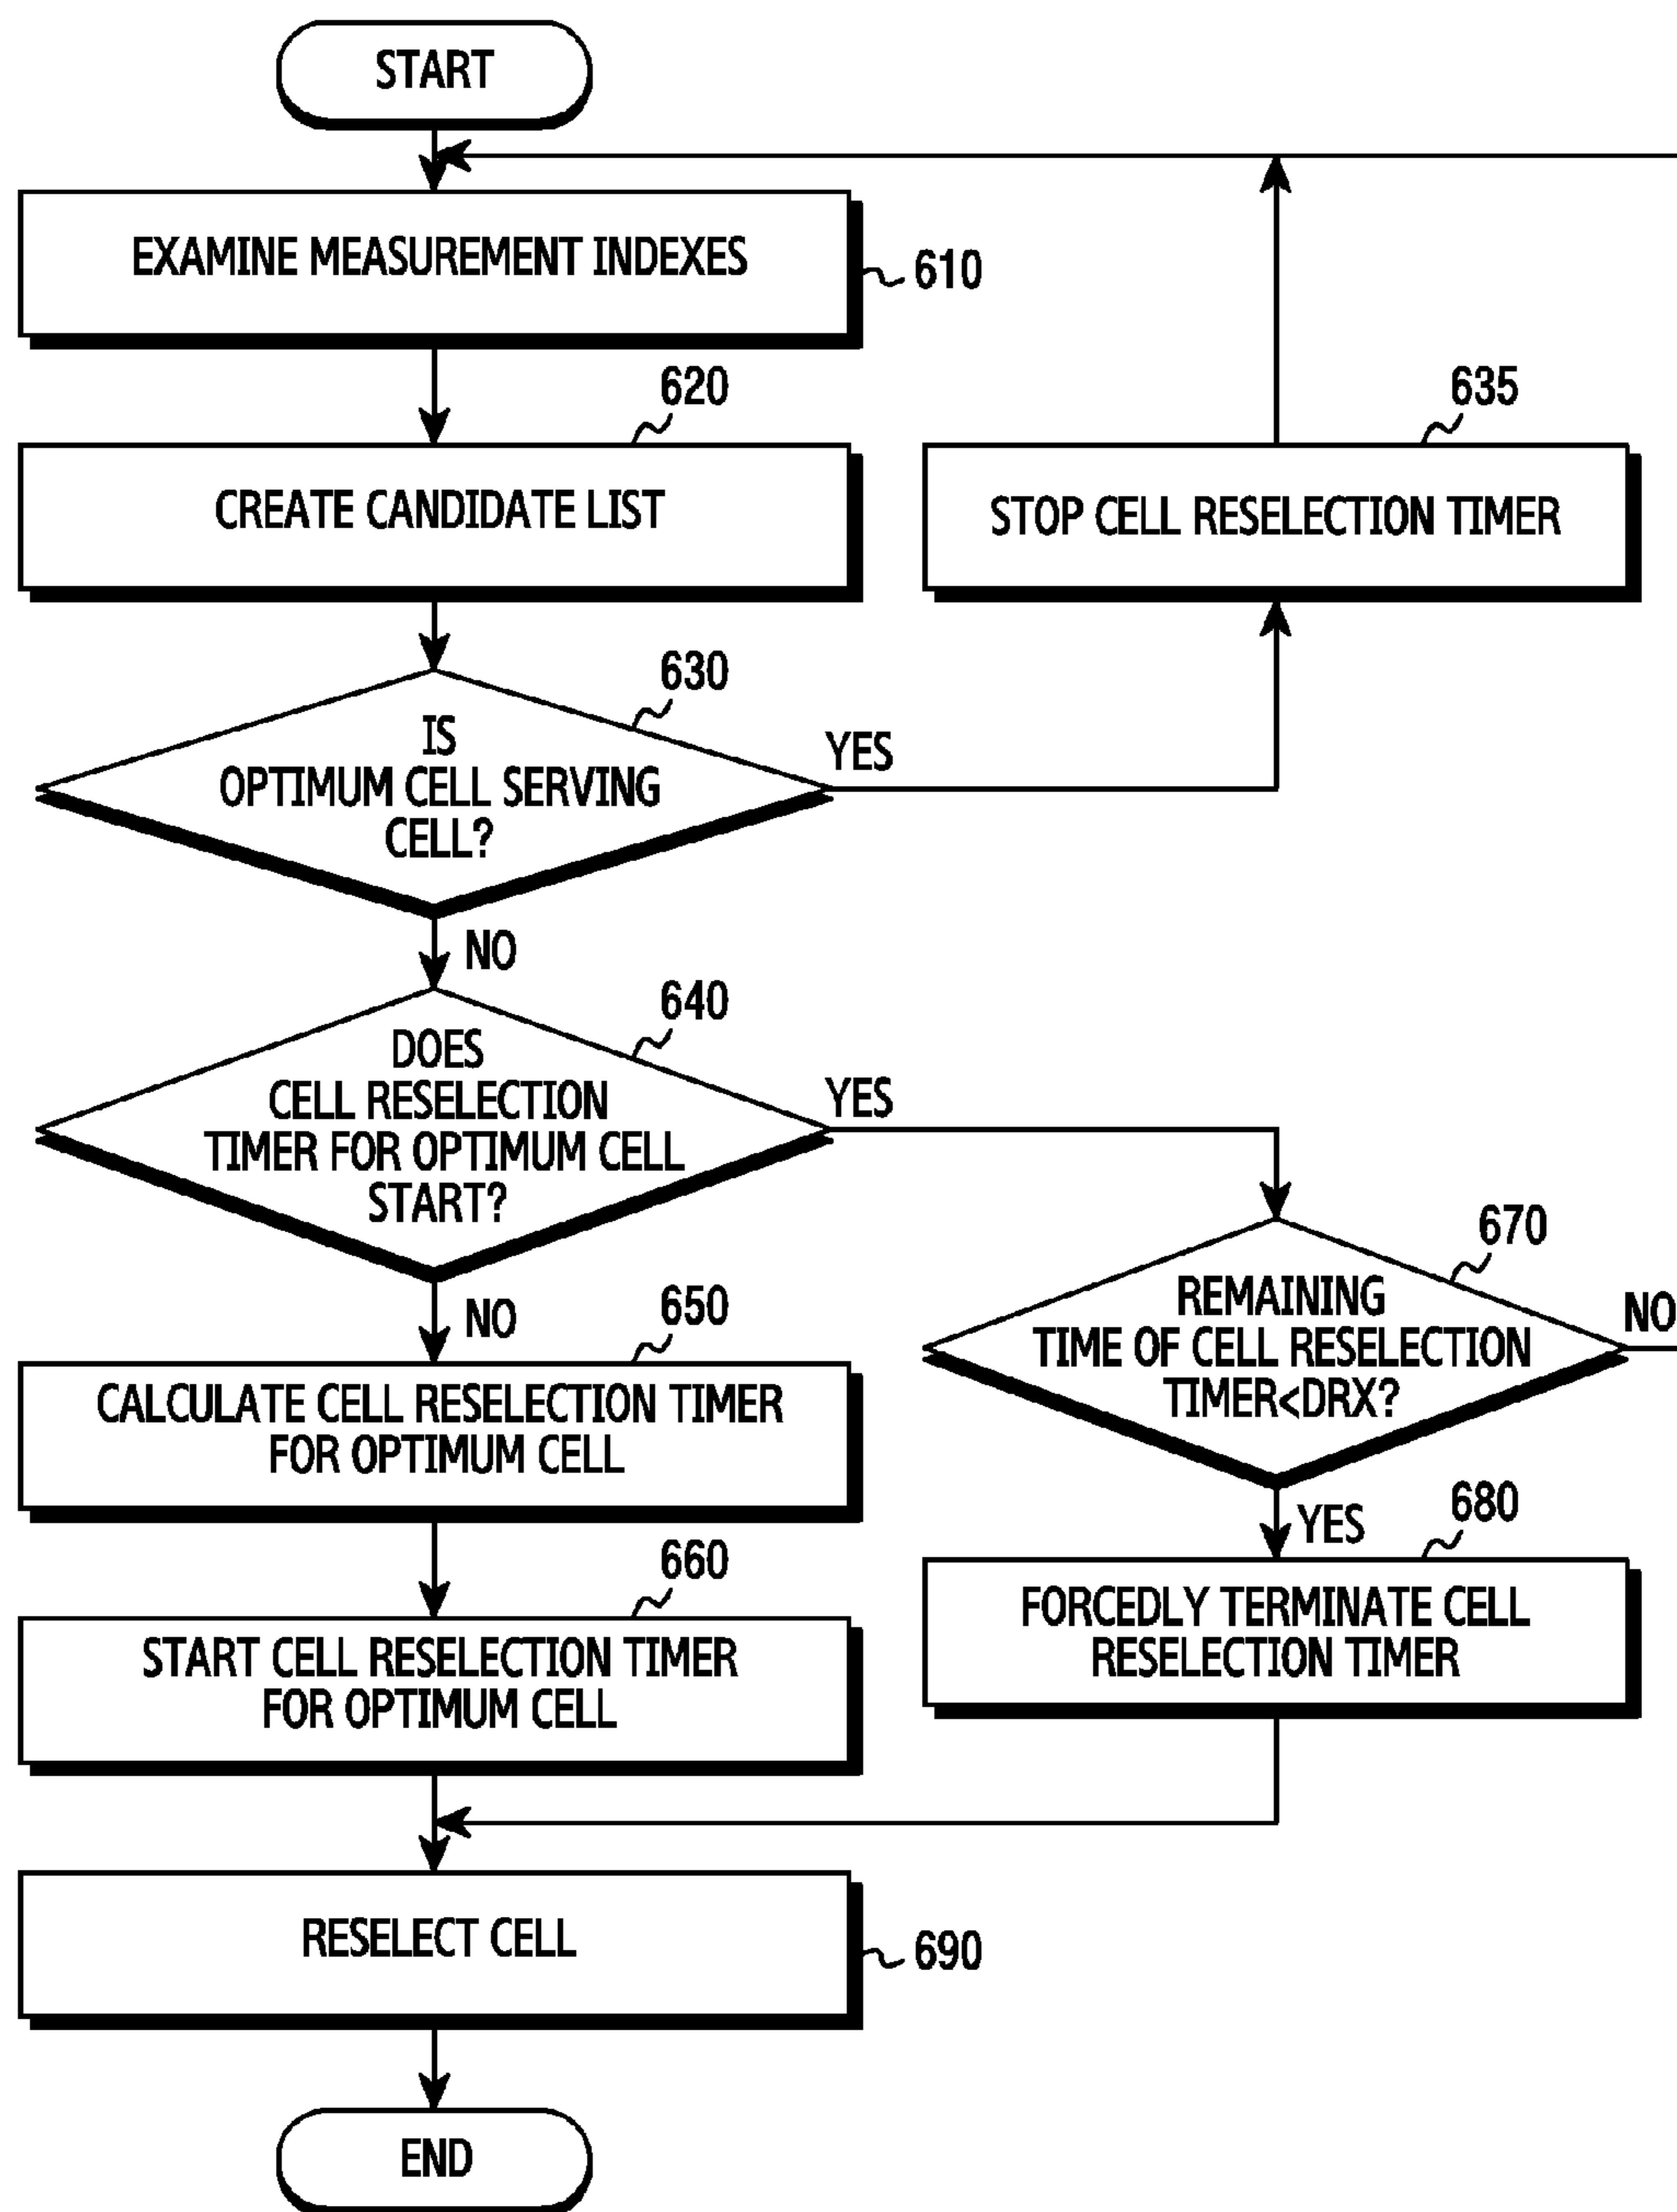 START
EXAMINE MEASUREMENT INDEXES
610
620
CREATE CANDIDATE LIST
635
STOP CELL RESELECTION TIMER
630
IS
OPTIMUM CELL SERVING
CELL?
YES
NO
640
DOES
CELL RESELECTION
TIMER FOR OPTIMUM CELL
START?
YES
NO
670
REMAINING
TIME OF CELL RESELECTION
TIMER<DRX?
NO
YES
650
CALCULATE CELL RESELECTION TIMER
FOR OPTIMUM CELL
660
START CELL RESELECTION TIMER
FOR OPTIMUM CELL
680
FORCEDLY TERMINATE CELL
RESELECTION TIMER
RESELECT CELL
690
END